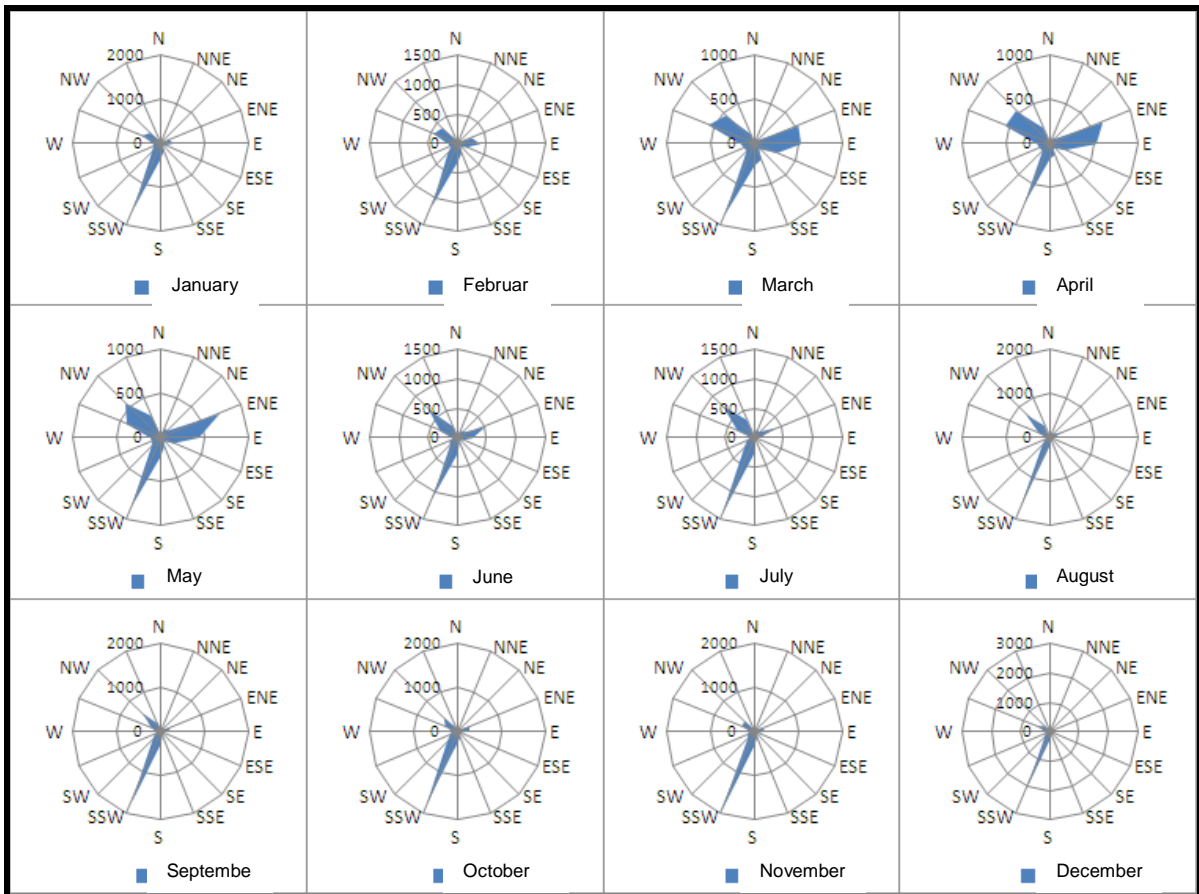 N
2000 NNE
NW NE
1000 ENE
W 0 E
ESE
SW SE
SSW SSE
S
January
N
1500 NNE
NW NE
1000 ENE
500
W 0 E
ESE
SW SE
SSW SSE
S
Februar
N
1000 NNE
NW NE
500 ENE
W 0 E
ESE
SW SE
SSW SSE
S
March
N
1000 NNE
NW NE
500 ENE
W 0 E
ESE
SW SE
SSW SSE
S
April
N
1000 NNE
NW NE
500 ENE
W 0 E
ESE
SW SE
SSW SSE
S
May
N
1500 NNE
NW NE
1000 ENE
500
W 0 E
ESE
SW SE
SSW SSE
S
June
N
1500 NNE
NW NE
1000 ENE
500
W 0 E
ESE
SW SE
SSW SSE
S
July
N
2000 NNE
NW NE
1000 ENE
W 0 E
ESE
SW SE
SSW SSE
S
August
N
2000 NNE
NW NE
1000 ENE
W 0 E
ESE
SW SE
SSW SSE
S
Septembe
N
2000 NNE
NW NE
1000 ENE
W 0 E
ESE
SW SE
SSW SSE
S
October
N
2000 NNE
NW NE
1000 ENE
W 0 E
ESE
SW SE
SSW SSE
S
November
N
3000 NNE
NW NE
2000 ENE
1000
W 0 E
ESE
SW SE
SSW SSE
S
December